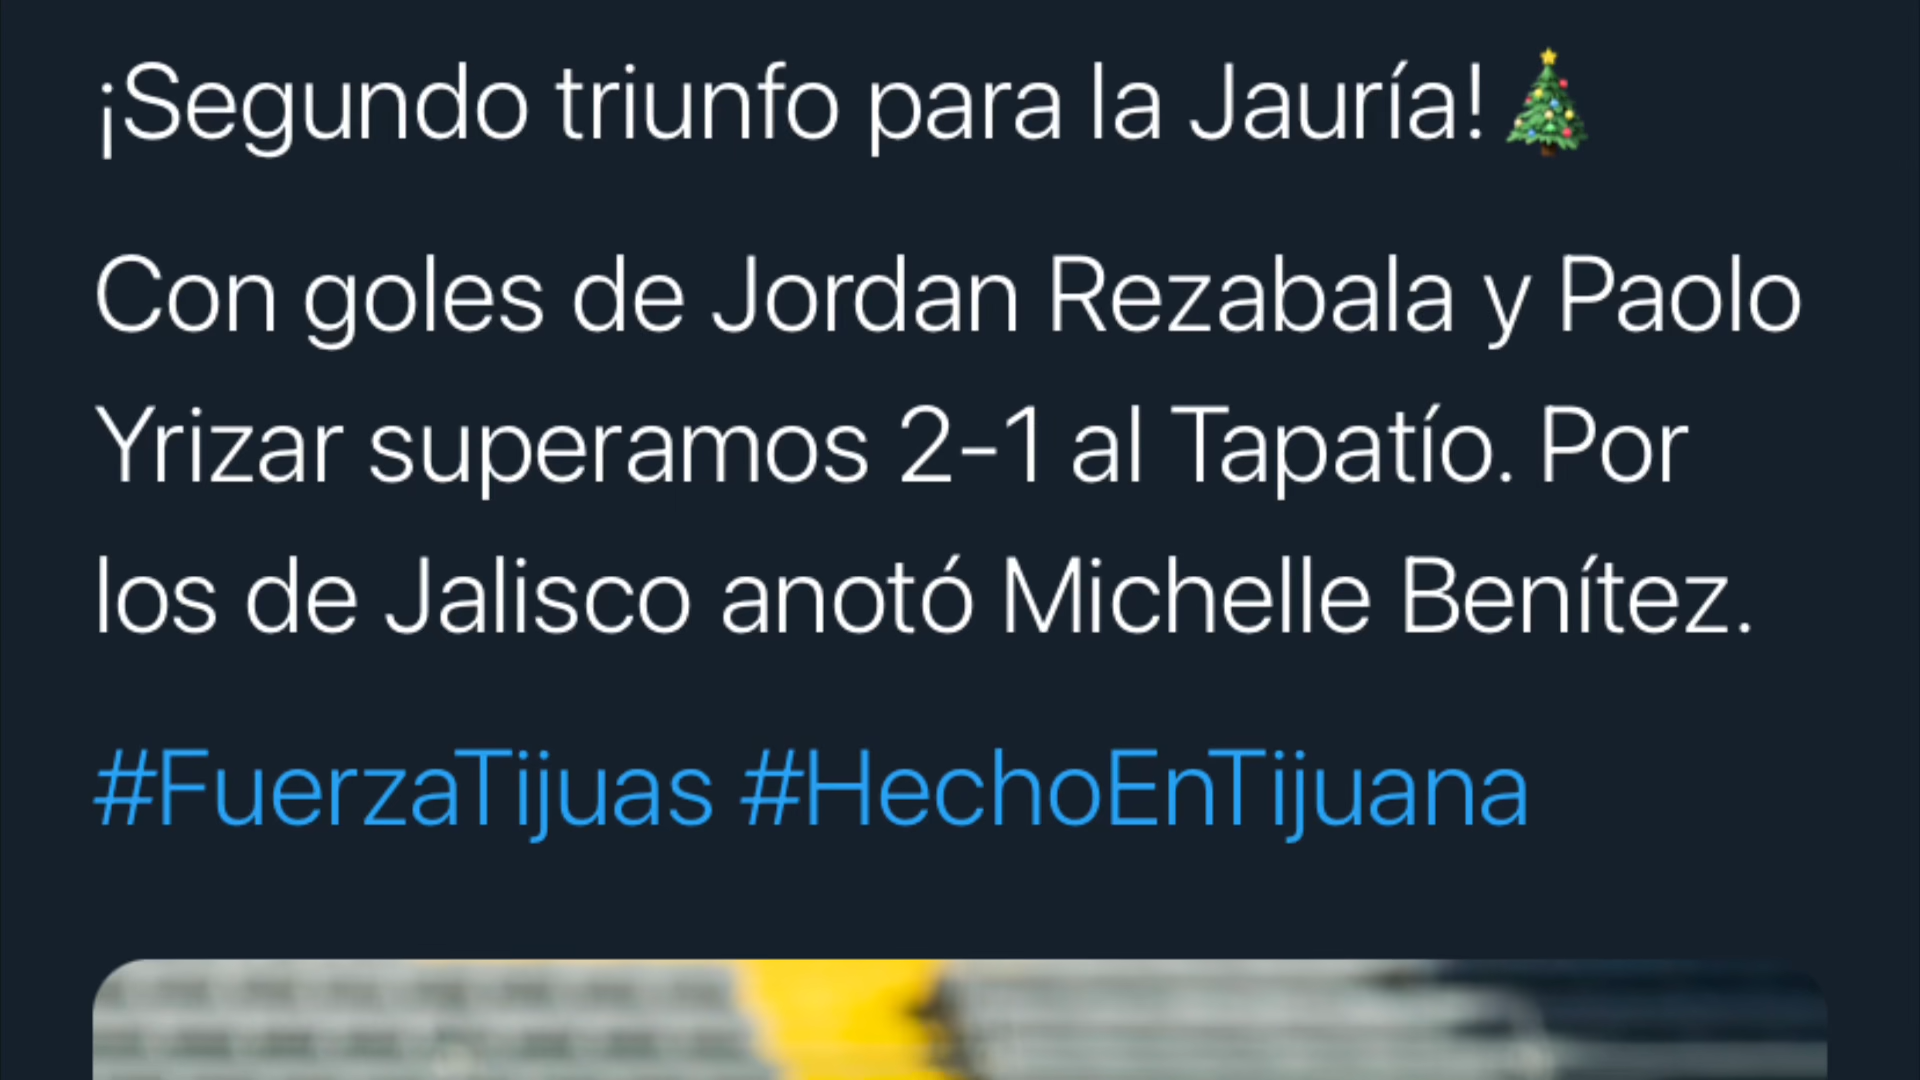 ¡Segundo triunfo para la Jauría!🎄
Con goles de Jordan Rezabala y Paolo
Yrizar superamos 2-1 al Tapatío. Por
los de Jalisco anotó Michelle Benítez.
#FuerzaTijuas #HechoEnTijuana